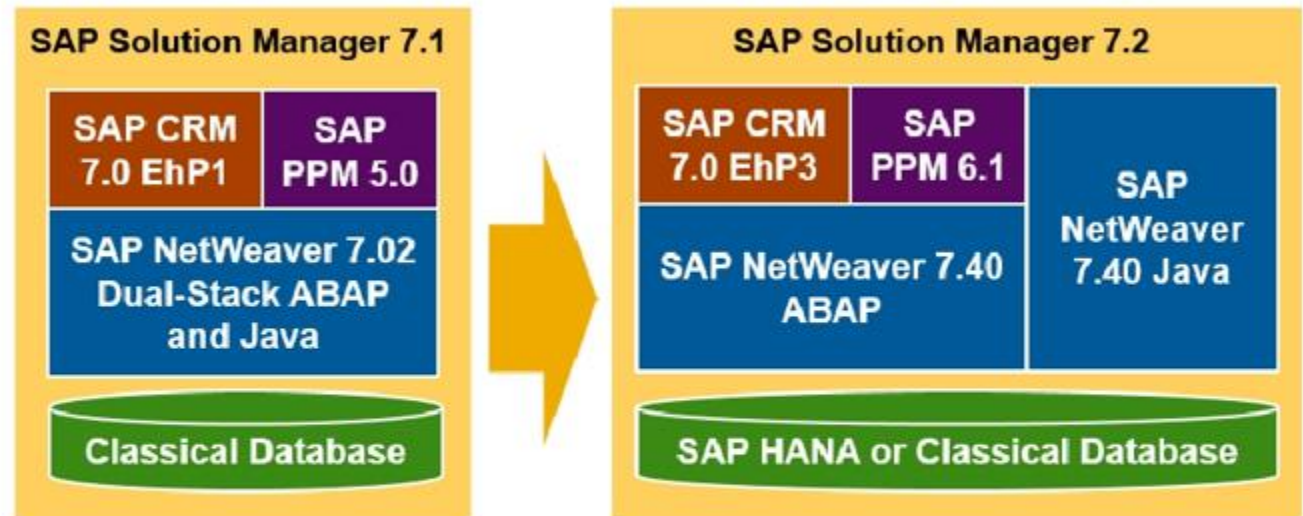 SAP Solution Manager 7.1
SAP CRM
7.0 EhP1
SAP
PPM 5.0
SAP NetWeaver 7.02
Dual-Stack ABAP
and Java
Classical Database
SAP Solution Manager 7.2
SAP CRM
7.0 EhP3
SAP
PPM 6.1
SAP
NetWeaver
7.40 Java
SAP NetWeaver 7.40
ABAP
SAP HANA or Classical Database